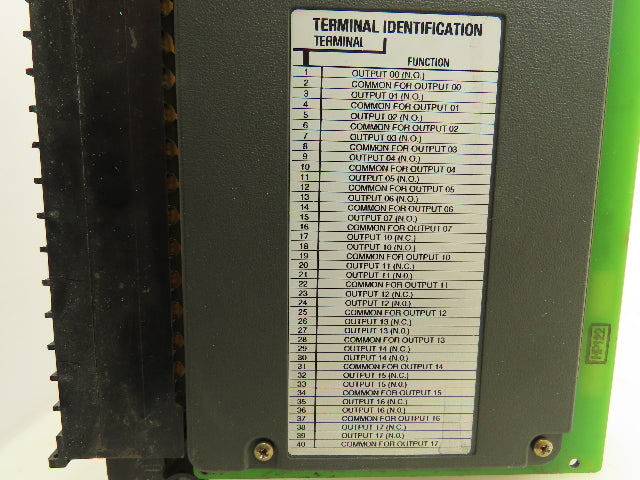 TERMINAL IDENTIFICATION
TERMINAL
FUNCTION
1 OUTPUT 00 (N.O.)
2 COMMON FOR OUTPUT 00
3 OUTPUT 01 (N.O.)
4 COMMON FOR OUTPUT 01
5 OUTPUT 02 (N.O.)
6 COMMON FOR OUTPUT 02
7 OUTPUT 03 (N.O.)
8 COMMON FOR OUTPUT 03
9 OUTPUT 04 (N.O.)
10 COMMON FOR OUTPUT 04
11 OUTPUT 05 (N.O.)
12 COMMON FOR OUTPUT 05
13 OUTPUT 06 (N.O.)
14 COMMON FOR OUTPUT 06
15 OUTPUT 07 (N.O.)
16 COMMON FOR OUTPUT 07
17 OUTPUT 10 (N.C.)
18 OUTPUT 10 (N.O.)
19 COMMON FOR OUTPUT 10
20 OUTPUT 11 (N.C.)
21 OUTPUT 11 (N.O.)
22 COMMON FOR OUTPUT 11
23 OUTPUT 12 (N.C.)
24 OUTPUT 12 (N.O.)
25 COMMON FOR OUTPUT 12
26 OUTPUT 13 (N.C.)
27 OUTPUT 13 (N.O.)
28 COMMON FOR OUTPUT 13
29 OUTPUT 14 (N.C.)
30 OUTPUT 14 (N.O.)
31 COMMON FOR OUTPUT 14
32 OUTPUT 15 (N.C.)
33 OUTPUT 15 (N.O.)
34 COMMON FOR OUTPUT 15
35 OUTPUT 16 (N.C.)
36 OUTPUT 16 (N.O.)
37 COMMON FOR OUTPUT 16
38 OUTPUT 17 (N.C.)
39 OUTPUT 17 (N.O.)
40 COMMON FOR OUTPUT 17